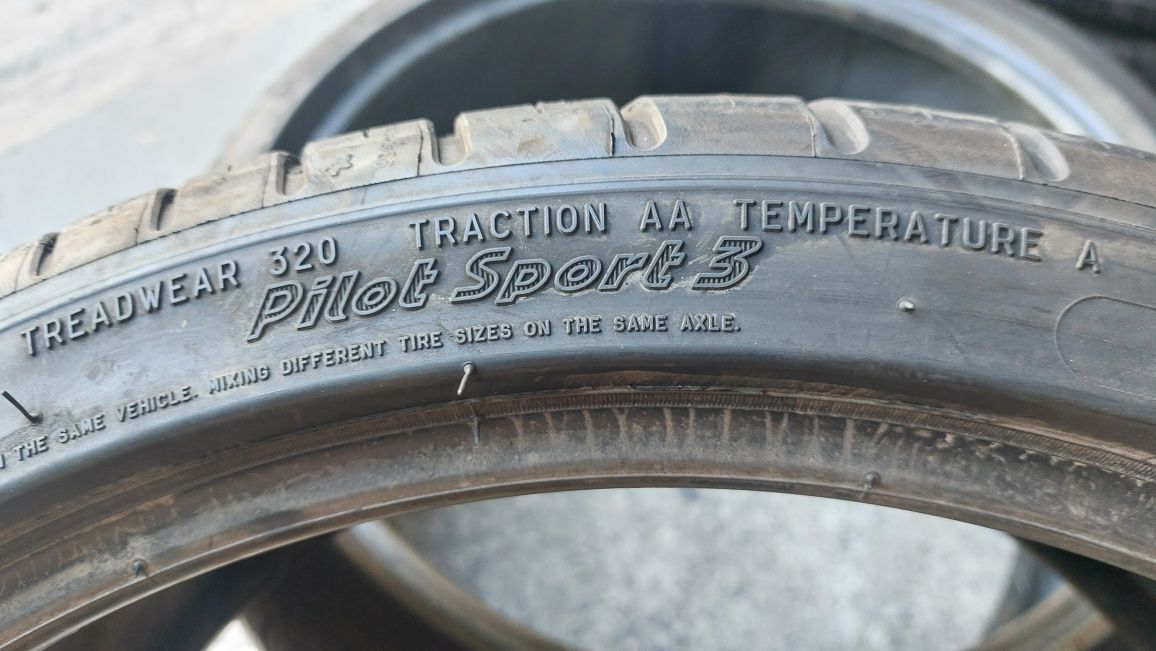 TREADWEAR 320 TRACTION AA TEMPERATURE A
Pilot Sport 3
THE SAME VEHICLE. MIXING DIFFERENT TIRE SIZES ON THE SAME AXLE.